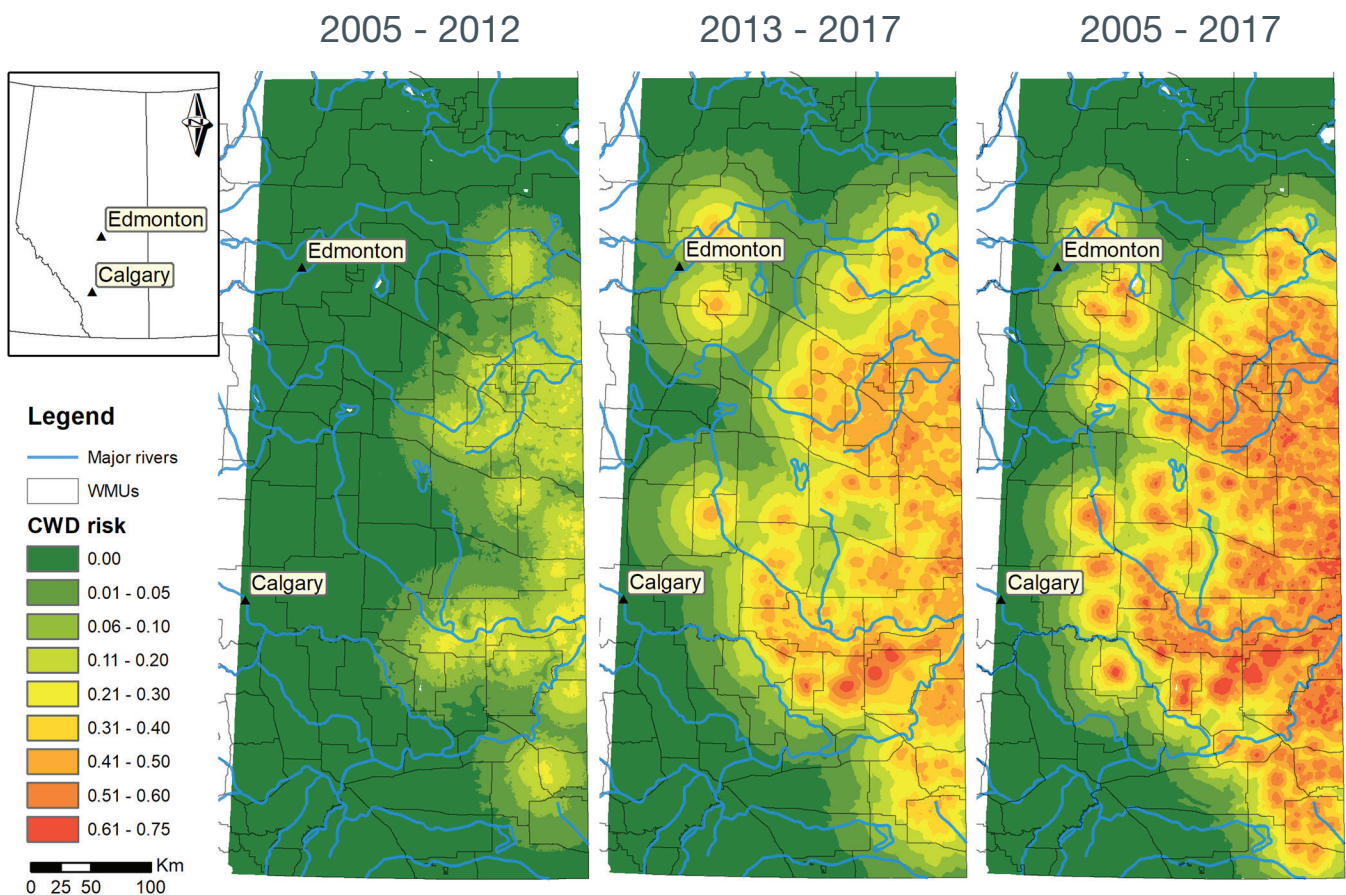 2005 - 2012
2013 - 2017
2005 - 2017
N
Edmonton
Calgary
Edmonton
Calgary
Edmonton
Calgary
Edmonton
Calgary
Legend
Major rivers
WMUs
CWD risk
0.00
0.01 - 0.05
0.06 - 0.10
0.11 - 0.20
0.21 - 0.30
0.31 - 0.40
0.41 - 0.50
0.51 - 0.60
0.61 - 0.75
Km
0 25 50 100